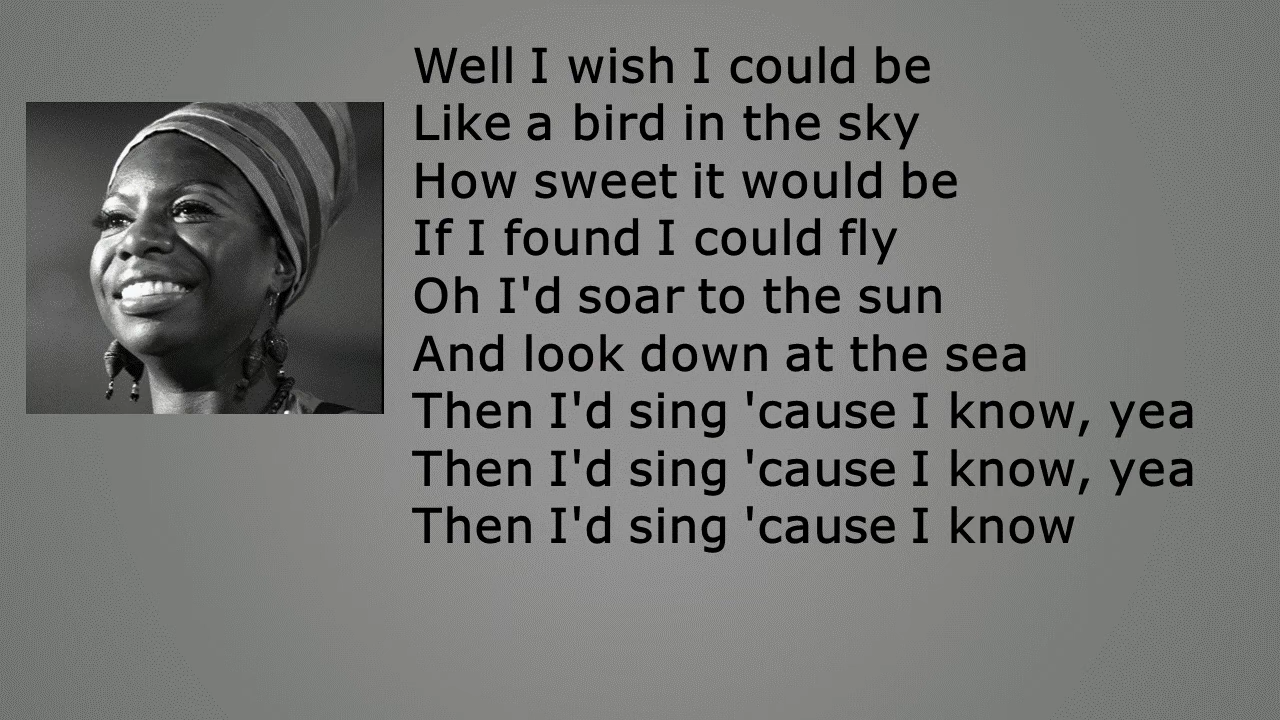 Well I wish I could be
Like a bird in the sky
How sweet it would be
If I found I could fly
Oh I'd soar to the sun
And look down at the sea
Then I'd sing 'cause I know, yea
Then I'd sing 'cause I know, yea
Then I'd sing 'cause I know